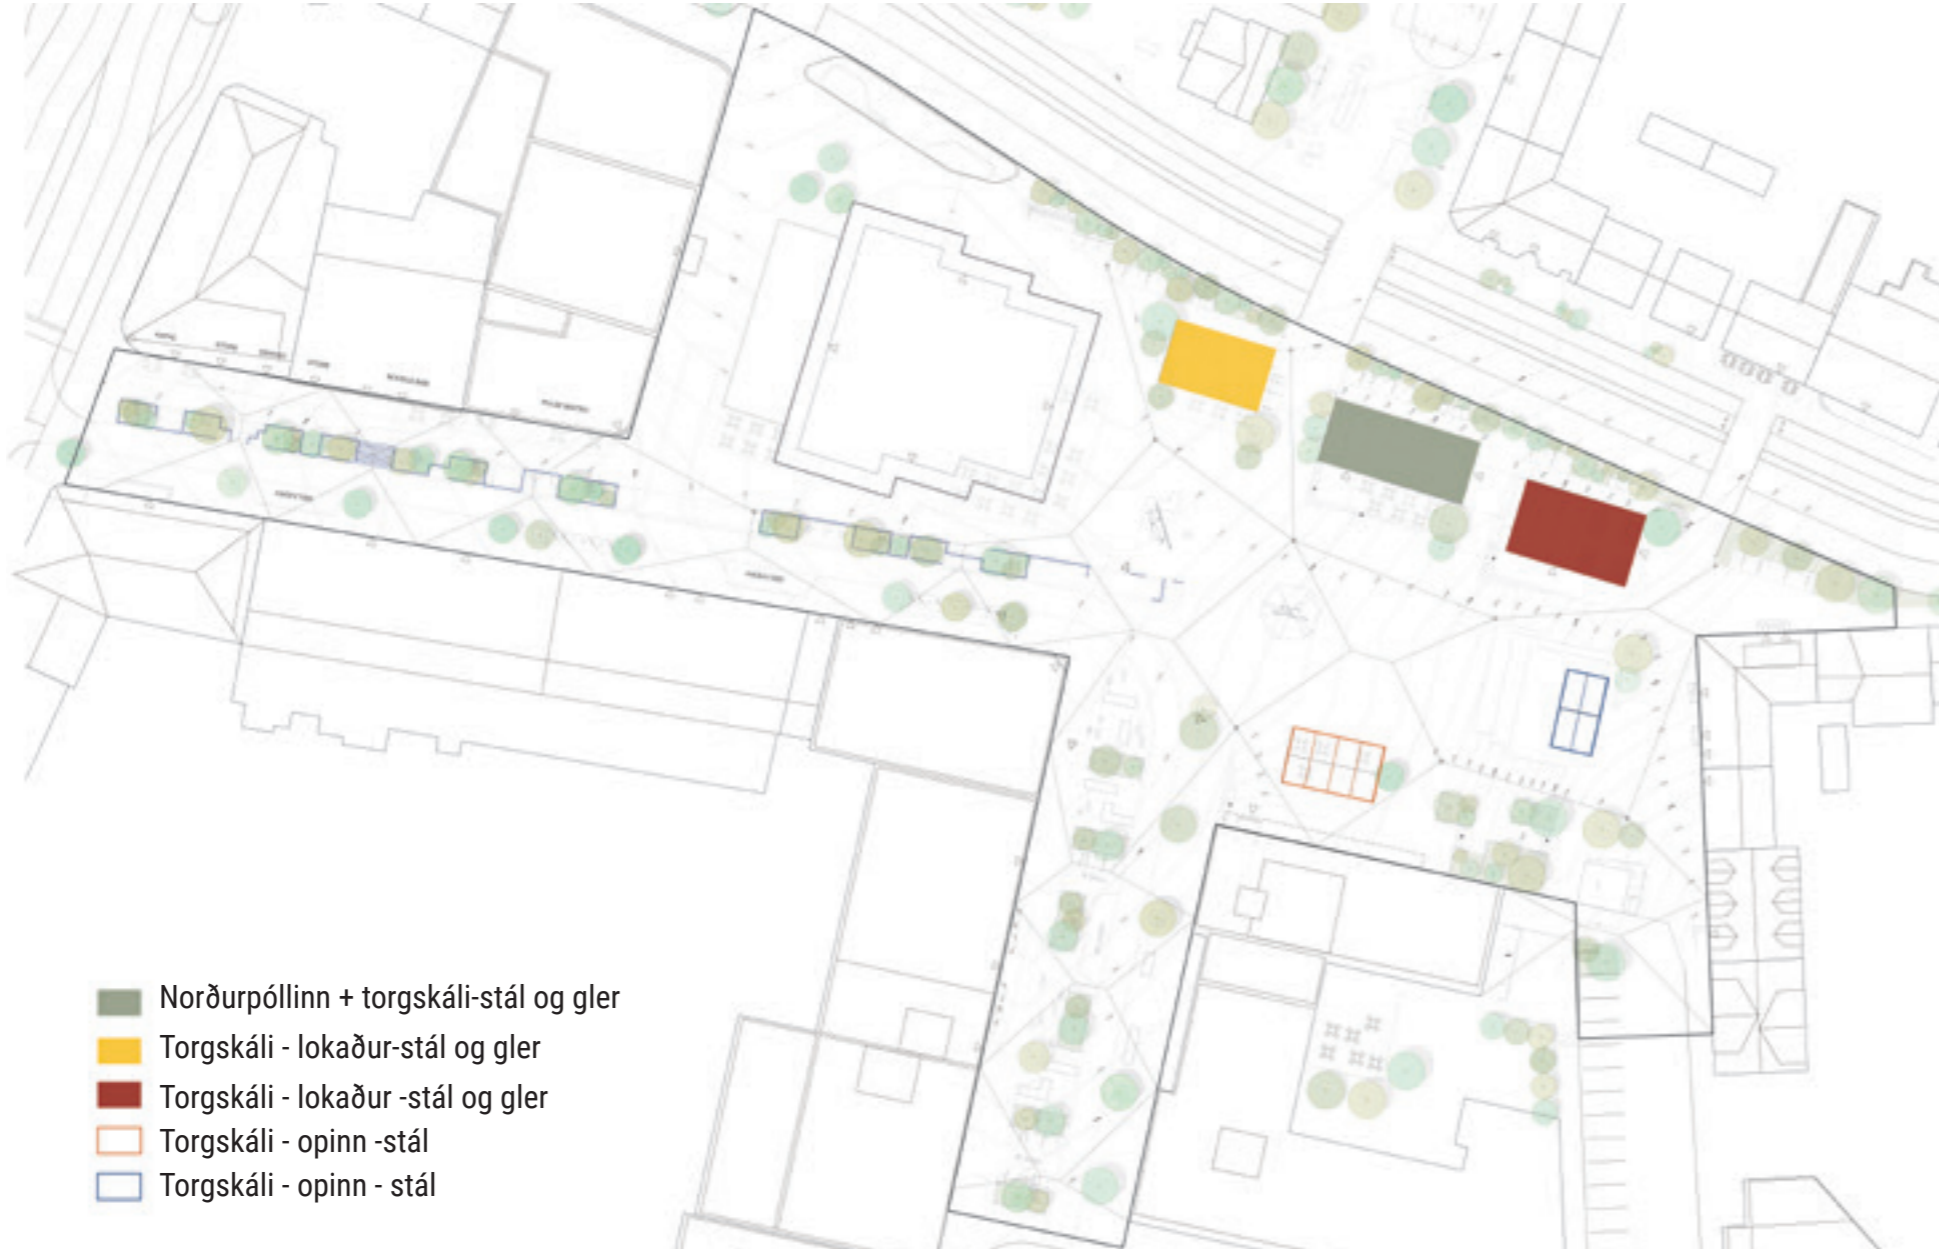 Norðurpóllinn + torgskáli-stál og gler
Torgskáli - lokaður-stál og gler
Torgskáli - lokaður -stál og gler
Torgskáli - opinn -stál
Torgskáli - opinn - stál